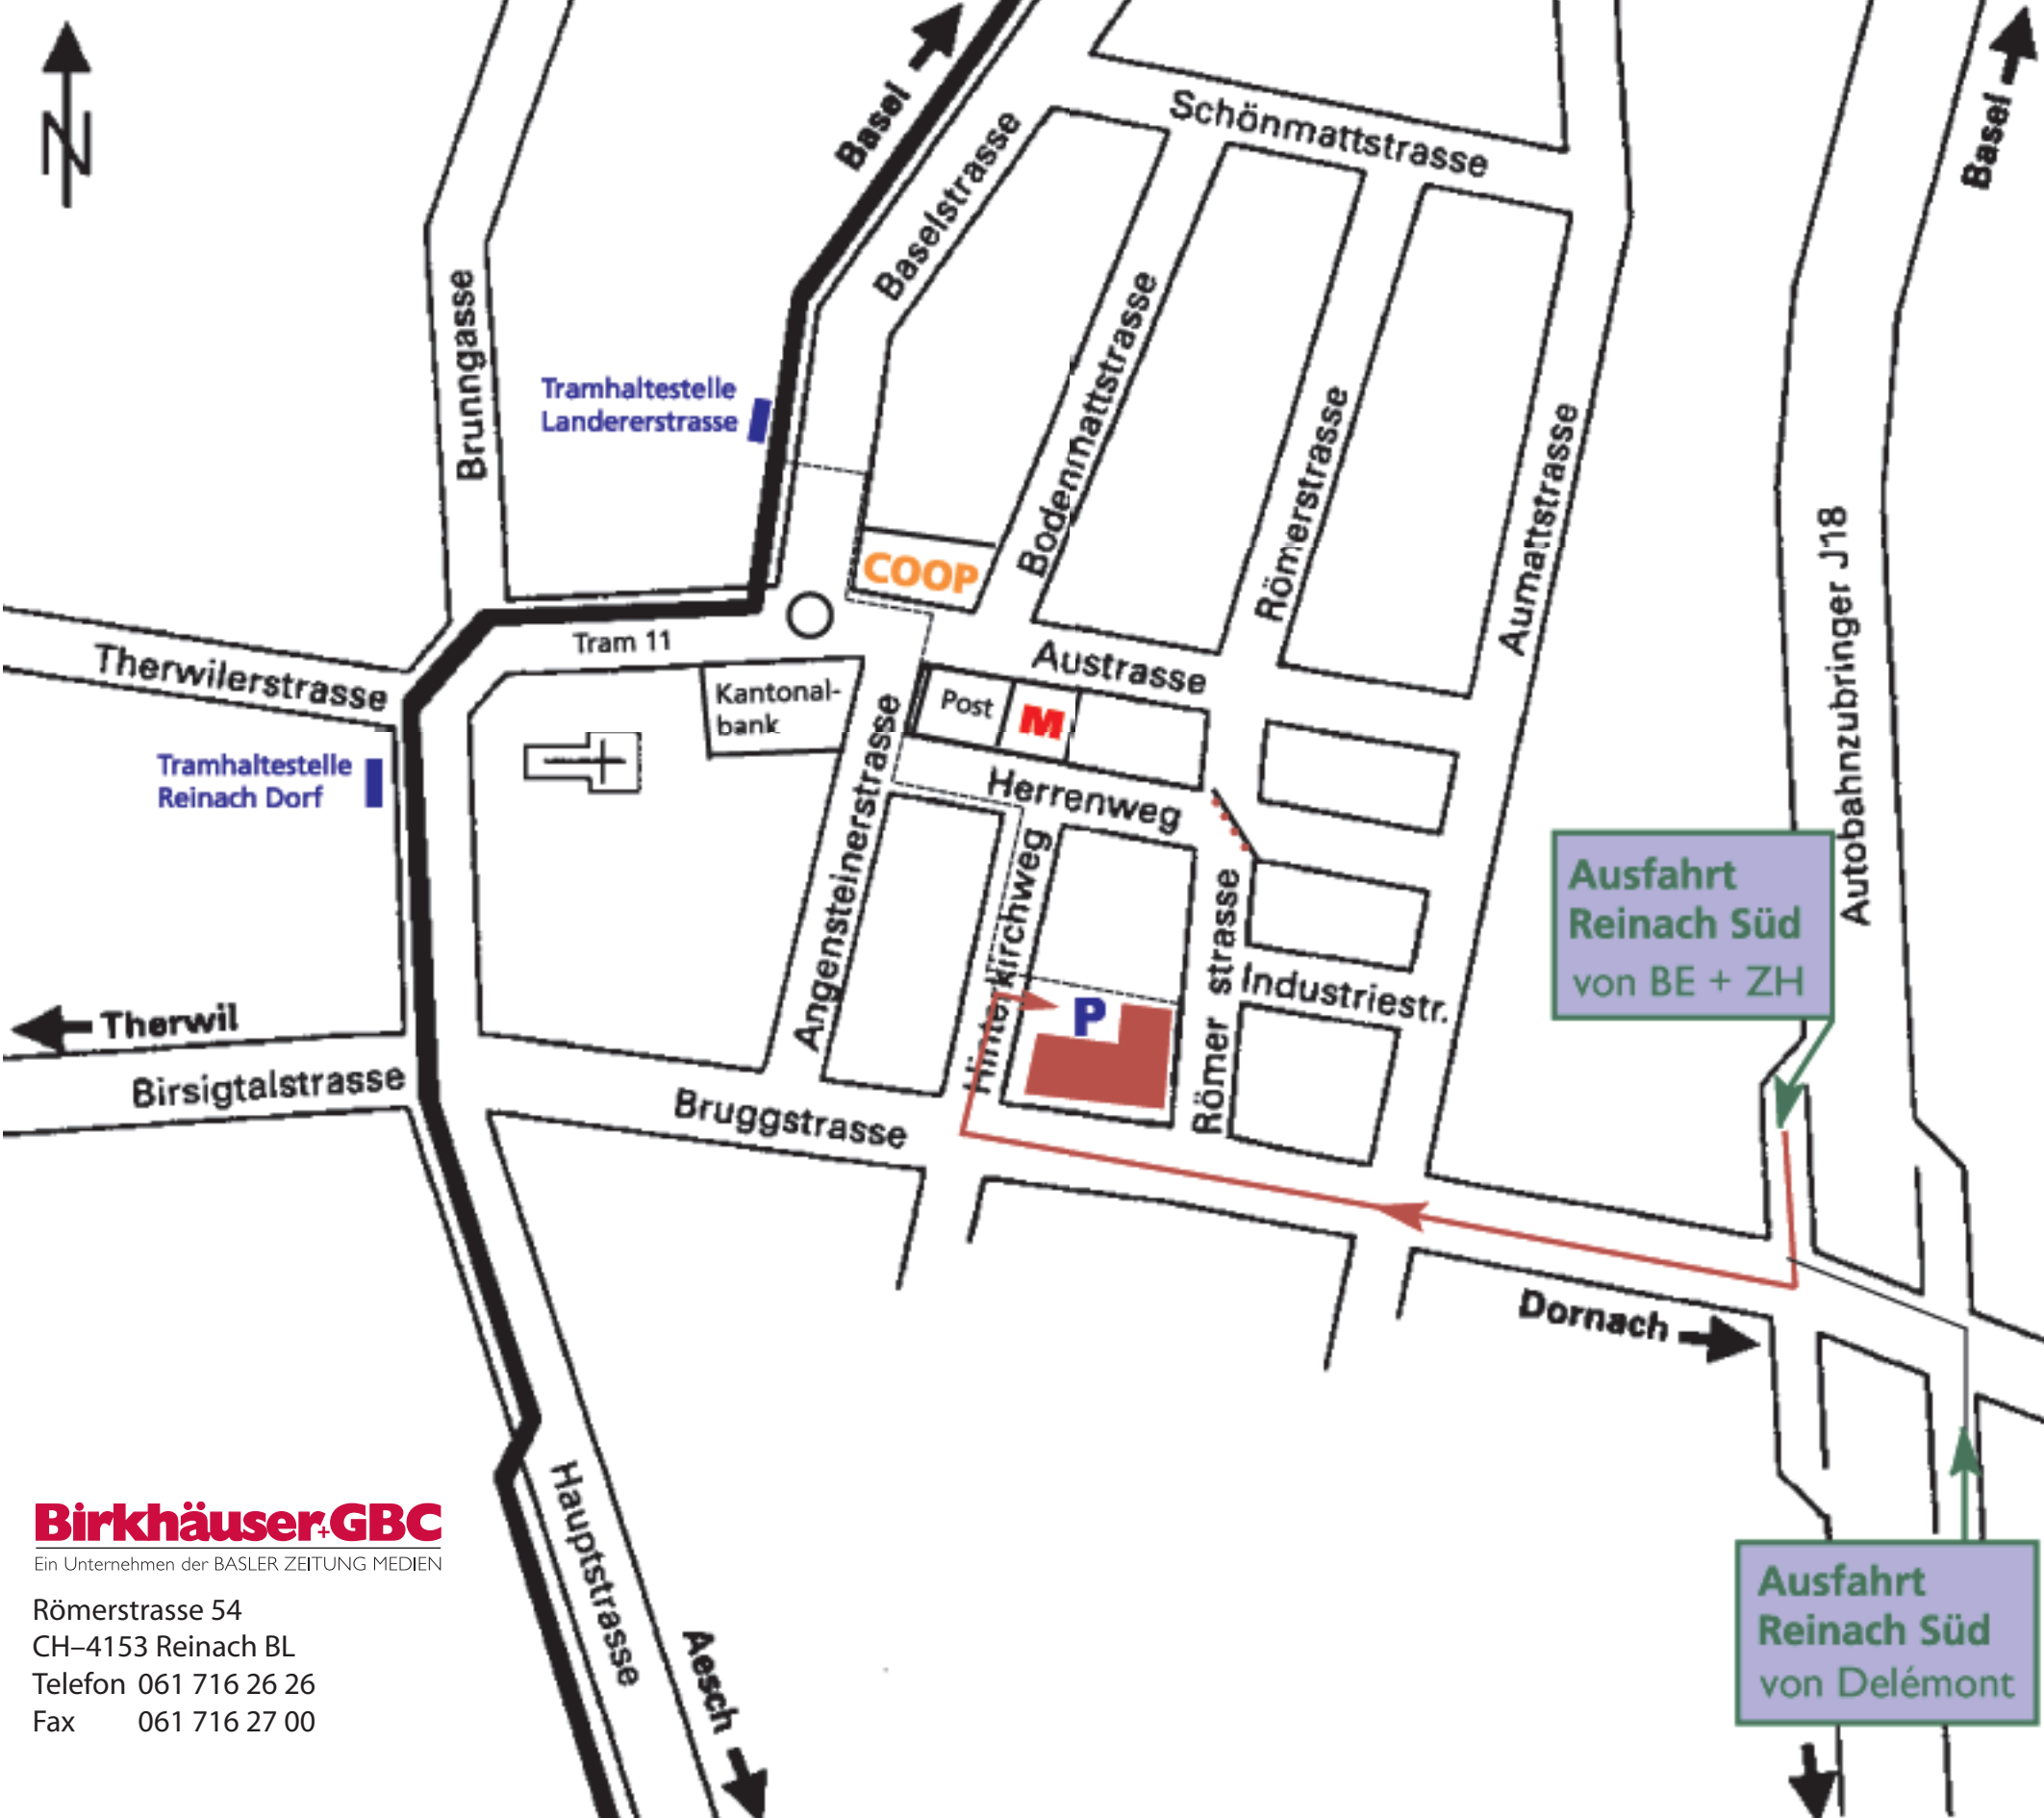 N
Basel
Basel
Schönmattstrasse
Baselstrasse
Brunngasse
Tramhaltestelle
Landererstrasse
Bodenmattstrasse
Römerstrasse
Aumattstrasse
Autobahnzubringer J18
COOP
Tram 11
Therwilerstrasse
Austrasse
Kantonal-
bank
Post
M
Tramhaltestelle
Reinach Dorf
Angensteinerstrasse
Herrenweg
Hinterkirchweg
Römer strasse
Industriestr.
P
Ausfahrt
Reinach Süd
von BE + ZH
Therwil
Birsigtalstrasse
Bruggstrasse
Dornach
Hauptstrasse
Aesch
Birkhäuser+GBC
Ein Unternehmen der BASLER ZEITUNG MEDIEN
Römerstrasse 54
CH–4153 Reinach BL
Telefon 061 716 26 26
Fax 061 716 27 00
Ausfahrt
Reinach Süd
von Delémont